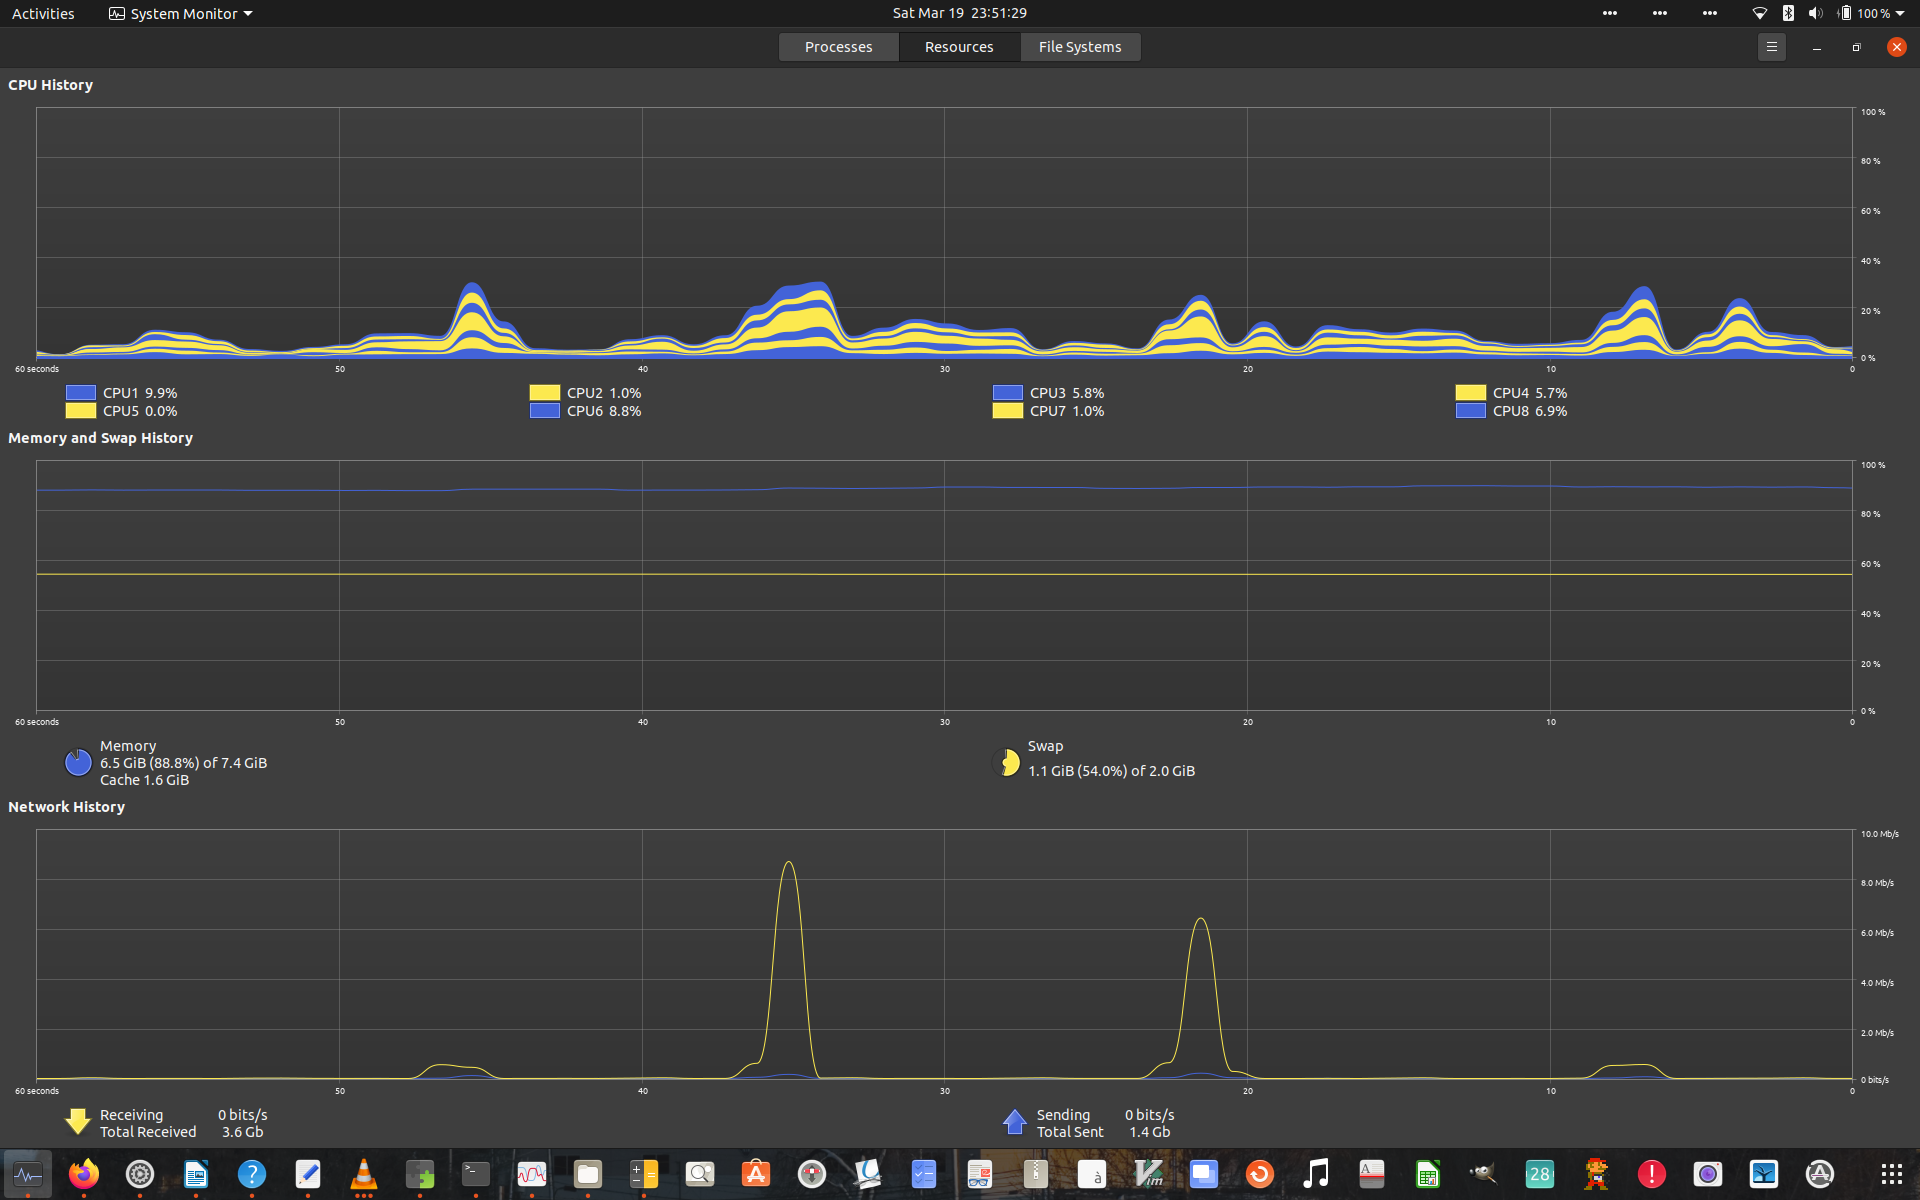 Activities System Monitor Sat Mar 19 23:51:29 100 %
Processes Resources File Systems
CPU History
100 %
80 %
60 %
40 %
20 %
0 %
60 seconds 50 40 30 20 10 0
CPU1 9.9% CPU2 1.0% CPU3 5.8% CPU4 5.7%
CPU5 0.0% CPU6 8.8% CPU7 1.0% CPU8 6.9%
Memory and Swap History
100 %
80 %
60 %
40 %
20 %
0 %
60 seconds 50 40 30 20 10 0
Memory
6.5 GiB (88.8%) of 7.4 GiB
Cache 1.6 GiB
Swap
1.1 GiB (54.0%) of 2.0 GiB
Network History
10.0 Mb/s
8.0 Mb/s
6.0 Mb/s
4.0 Mb/s
2.0 Mb/s
0 bits/s
60 seconds 50 40 30 20 10 0
Receiving 0 bits/s Sending 0 bits/s
Total Received 3.6 Gb Total Sent 1.4 Gb
? >_ à Vim A 28 !